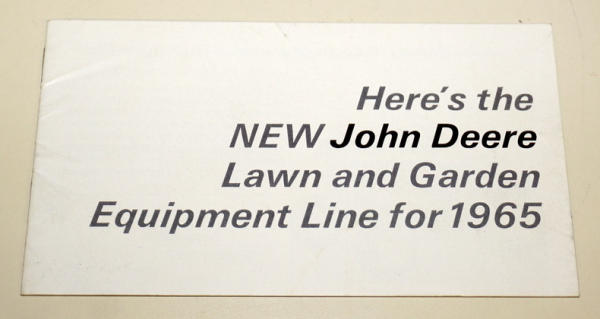 Here's the
NEW John Deere
Lawn and Garden
Equipment Line for 1965